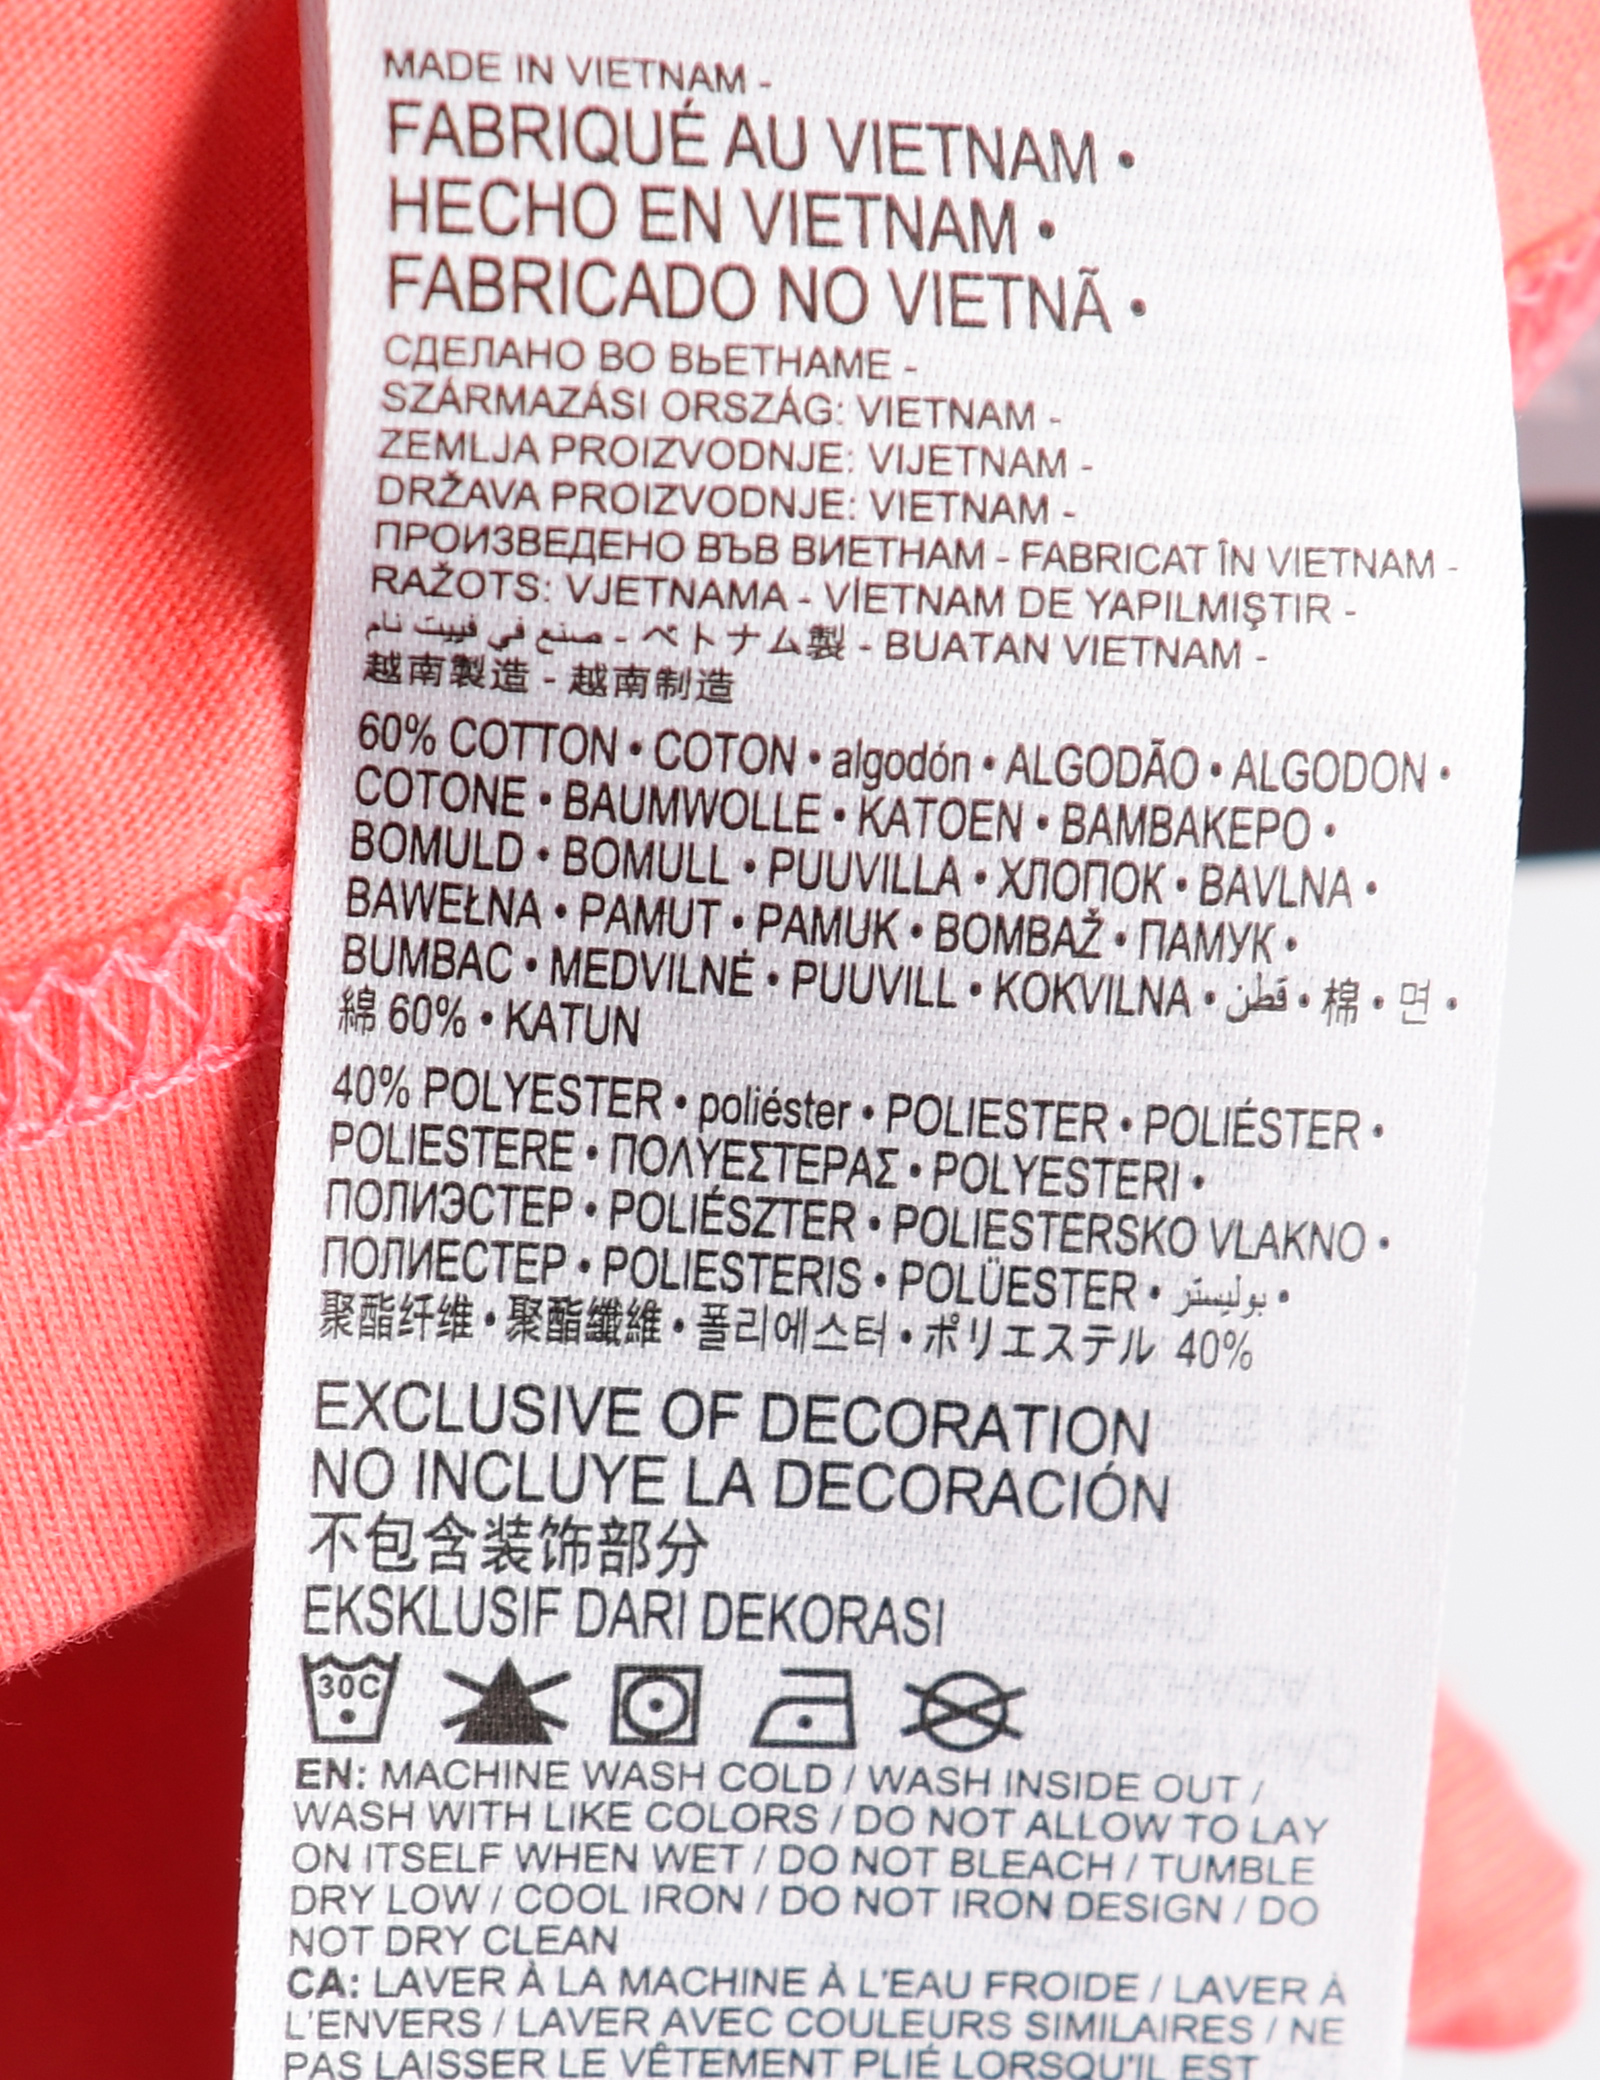 MADE IN VIETNAM -
FABRIQUÉ AU VIETNAM •
HECHO EN VIETNAM •
FABRICADO NO VIETNÃ •
СДЕЛАНО ВО ВЬЕТНАМЕ -
SZÁRMAZÁSI ORSZÁG: VIETNAM -
ZEMLJA PROIZVODNJE: VIJETNAM -
DRŽAVA PROIZVODNJE: VIETNAM -
ПРОИЗВЕДЕНО ВЪВ ВИЕТНАМ - FABRICAT ÎN VIETNAM -
RAŽOTS: VJETNAMA - VİETNAM DE YAPILMIŞTIR -
صنع في فييت نام - ベトナム製 - BUATAN VIETNAM -
越南製造 - 越南制造
60% COTTON • COTON • algodón • ALGODÃO • ALGODON •
COTONE • BAUMWOLLE • KATOEN • BAMBAKEPO •
BOMULD • BOMULL • PUUVILLA • ХЛОПОК • BAVLNA •
BAWEŁNA • PAMUT • PAMUK • BOMBAŽ • ПАМУК •
BUMBAC • MEDVILNĖ • PUUVILL • KOKVILNA • قطن • 棉 • 면 •
綿 60% • KATUN
40% POLYESTER • poliéster • POLIESTER • POLIÉSTER •
POLIESTERE • ΠΟΛΥΕΣΤΕΡΑΣ • POLYESTERI •
ПОЛИЭСТЕР • POLIÉSZTER • POLIESTERSKO VLAKNO •
ПОЛИЕСТЕР • POLIESTERIS • POLÜESTER • بوليستر •
聚酯纤维 • 聚酯纖維 • 폴리에스터 • ポリエステル 40%
EXCLUSIVE OF DECORATION
NO INCLUYE LA DECORACIÓN
不包含装饰部分
EKSKLUSIF DARI DEKORASI
30C
EN: MACHINE WASH COLD / WASH INSIDE OUT /
WASH WITH LIKE COLORS / DO NOT ALLOW TO LAY
ON ITSELF WHEN WET / DO NOT BLEACH / TUMBLE
DRY LOW / COOL IRON / DO NOT IRON DESIGN / DO
NOT DRY CLEAN
CA: LAVER À LA MACHINE À L'EAU FROIDE / LAVER À
L'ENVERS / LAVER AVEC COULEURS SIMILAIRES / NE
PAS LAISSER LE VÊTEMENT PLIÉ LORSQU'IL EST